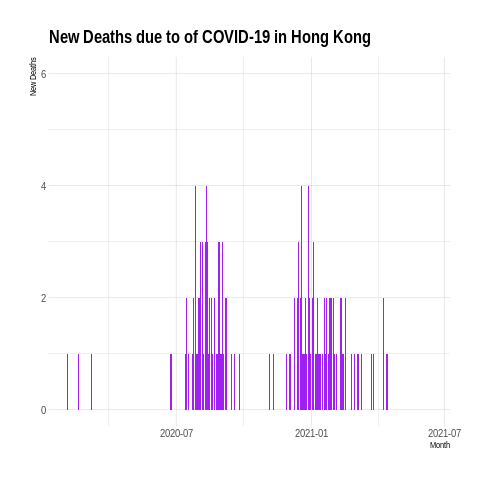 New Deaths due to of COVID-19 in Hong Kong
New Deaths
6
4
2
0
2020-07 2021-01 2021-07
Month